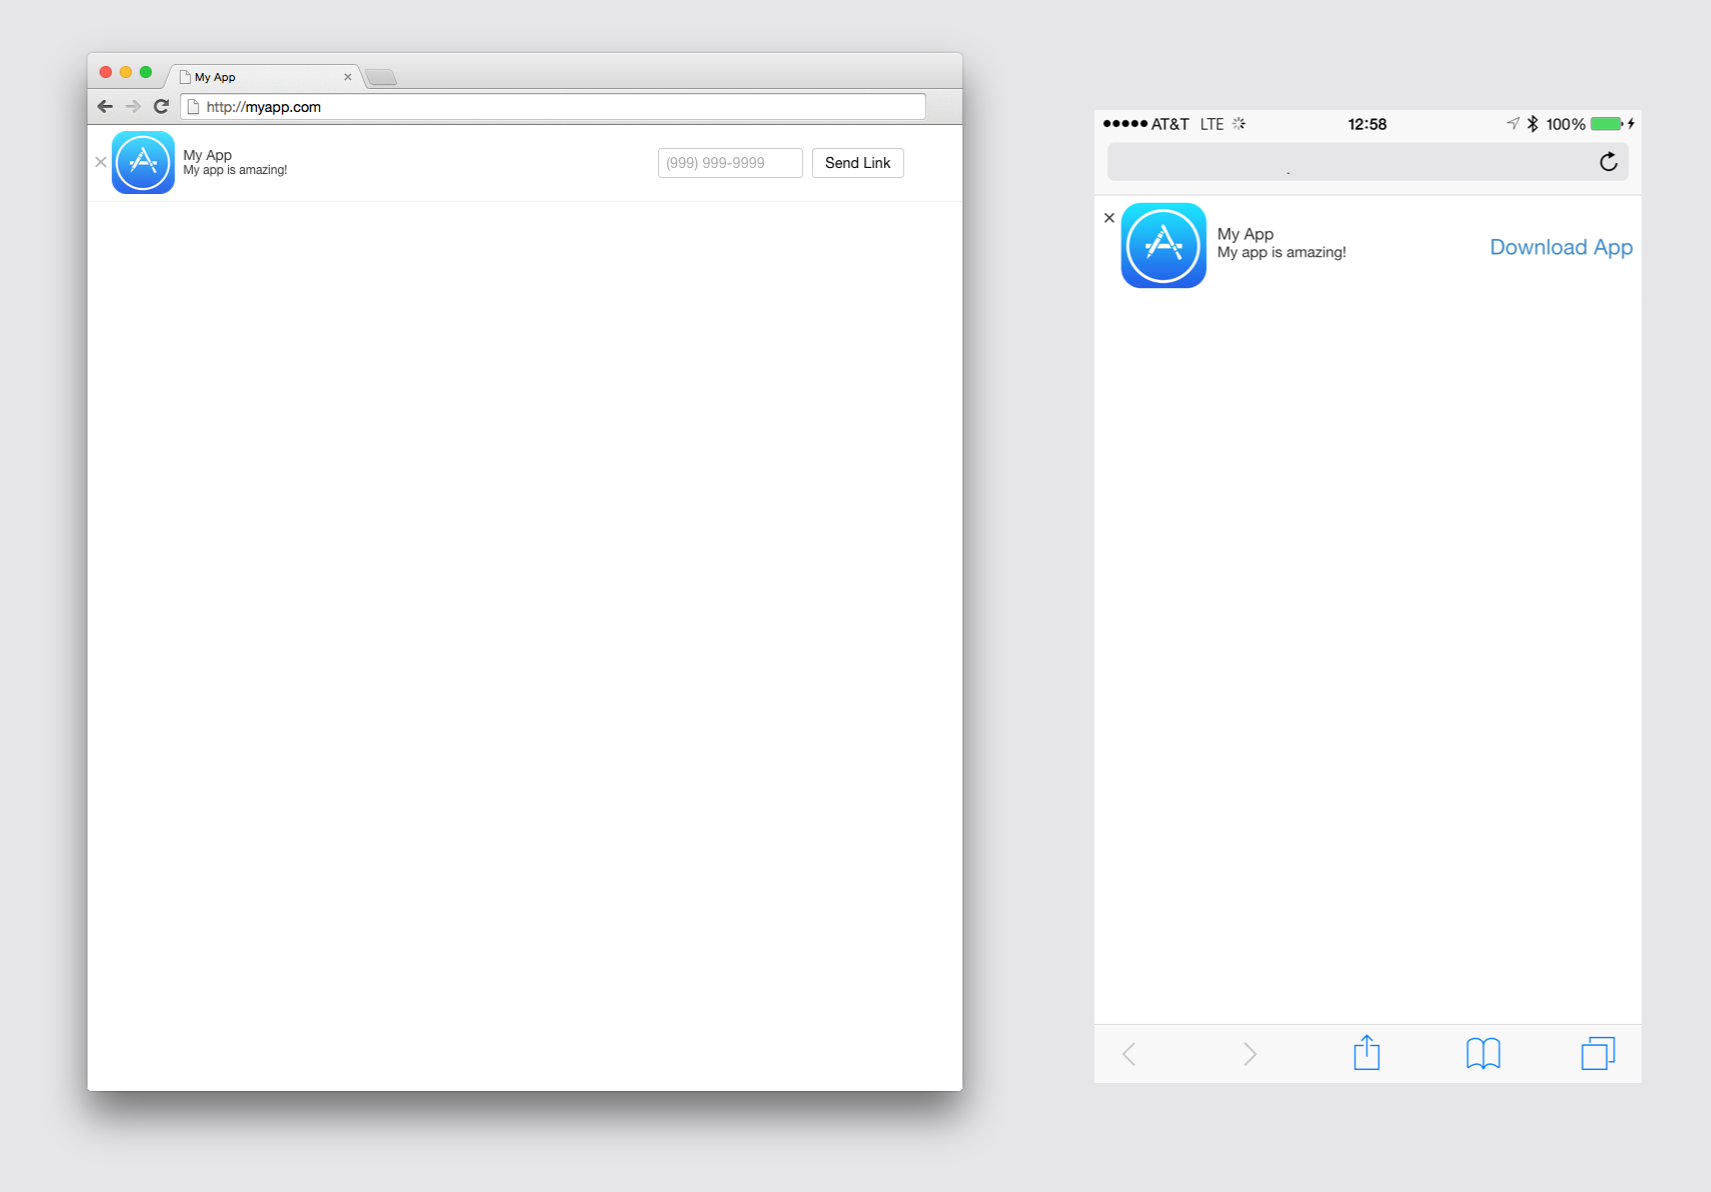 My App
http://myapp.com
My App
My app is amazing!
(999) 999-9999
Send Link
AT&T LTE
12:58
100%
My App
My app is amazing!
Download App